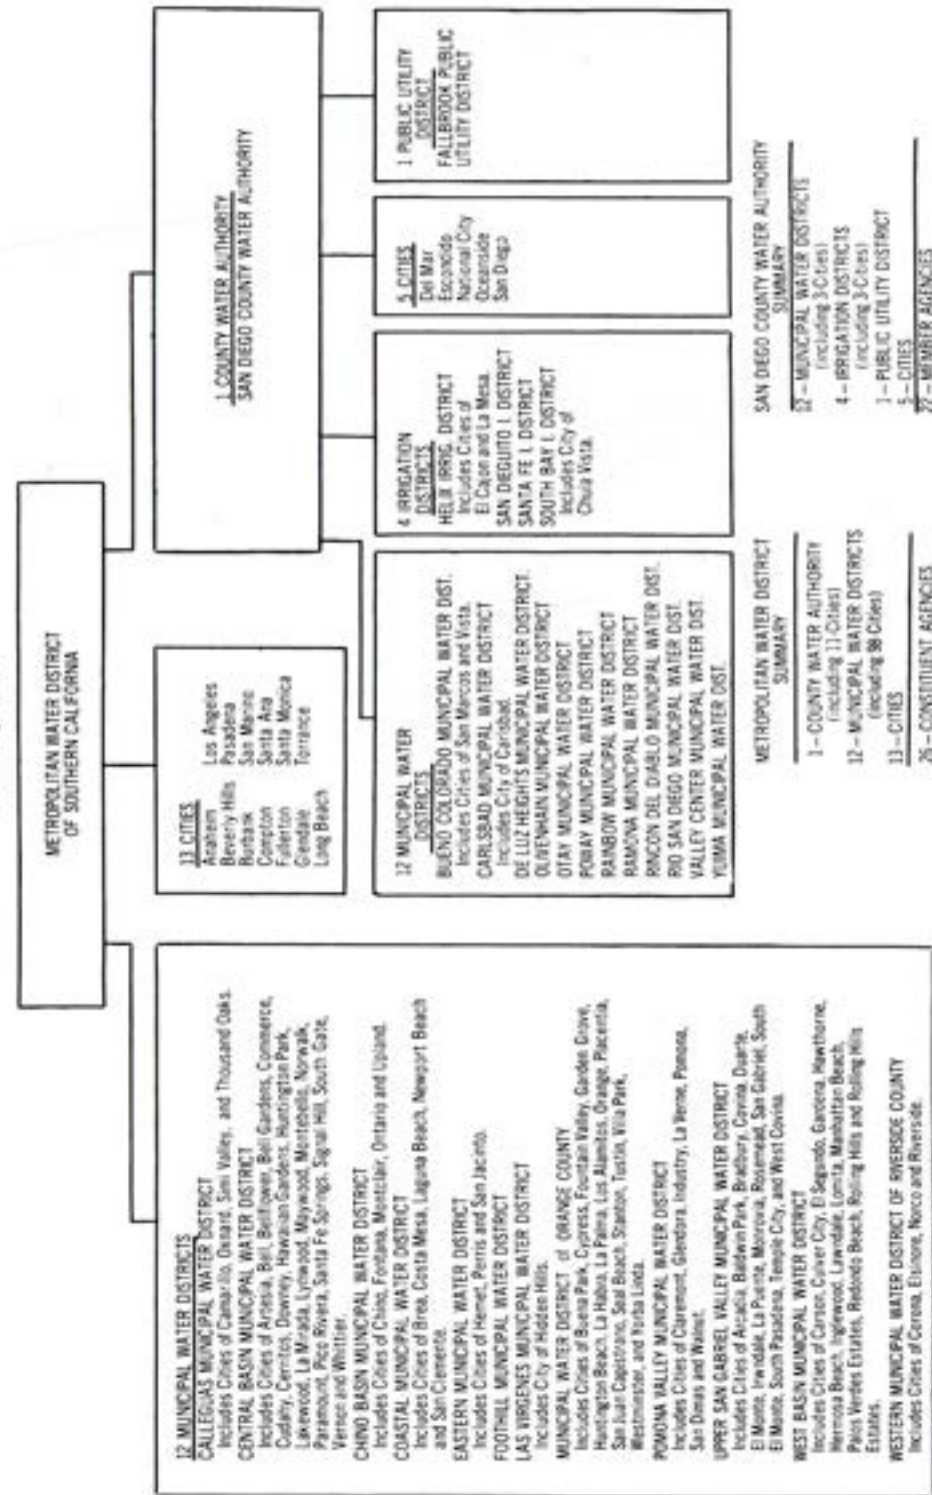 METROPOLITAN WATER DISTRICT
OF SOUTHERN CALIFORNIA
12 MUNICIPAL WATER DISTRICTS
CALLEGUAS MUNICIPAL WATER DISTRICT
Includes Cities of Camarillo, Oxnard, Simi Valley, and Thousand Oaks.
CENTRAL BASIN MUNICIPAL WATER DISTRICT
Includes Cities of Artesia, Bell, Bellflower, Bell Gardens, Commerce,
Cudahy, Cerritos, Downey, Hawaiian Gardens, Huntington Park,
Lakewood, La Mirada, Lynwood, Maywood, Montebello, Norwalk,
Paramount, Pico Rivera, Santa Fe Springs, Signal Hill, South Gate,
Vernon and Whittier.
CHINO BASIN MUNICIPAL WATER DISTRICT
Includes Cities of Chino, Fontana, Montclair, Ontario and Upland.
COASTAL MUNICIPAL WATER DISTRICT
Includes Cities of Brea, Costa Mesa, Laguna Beach, Newport Beach
and San Clemente.
EASTERN MUNICIPAL WATER DISTRICT
Includes Cities of Hemet, Perris and San Jacinto.
FOOTHILL MUNICIPAL WATER DISTRICT
LAS VIRGENES MUNICIPAL WATER DISTRICT
Includes City of Hidden Hills.
MUNICIPAL WATER DISTRICT of ORANGE COUNTY
Includes Cities of Buena Park, Cypress, Fountain Valley, Garden Grove,
Huntington Beach, La Habra, La Palma, Los Alamitos, Orange, Placentia,
San Juan Capistrano, Seal Beach, Stanton, Tustin, Villa Park,
Westminster, and Yorba Linda.
POMONA VALLEY MUNICIPAL WATER DISTRICT
Includes Cities of Claremont, Glendora, Industry, La Verne, Pomona,
San Dimas and Walnut.
UPPER SAN GABRIEL VALLEY MUNICIPAL WATER DISTRICT
Includes Cities of Arcadia, Baldwin Park, Bradbury, Covina, Duarte,
El Monte, Irwindale, La Puente, Monrovia, Rosemead, San Gabriel, South
El Monte, South Pasadena, Temple City, and West Covina.
WEST BASIN MUNICIPAL WATER DISTRICT
Includes Cities of Carson, Culver City, El Segundo, Gardena, Hawthorne,
Hermosa Beach, Inglewood, Lawndale, Lomita, Manhattan Beach,
Palos Verdes Estates, Redondo Beach, Rolling Hills and Rolling Hills
Estates.
WESTERN MUNICIPAL WATER DISTRICT OF RIVERSIDE COUNTY
Includes Cities of Corona, Elsinore, Norco and Riverside.
13 CITIES
Anaheim Los Angeles
Beverly Hills Pasadena
Burbank San Marino
Compton Santa Ana
Fullerton Santa Monica
Glendale Torrance
Long Beach
1 COUNTY WATER AUTHORITY
SAN DIEGO COUNTY WATER AUTHORITY
12 MUNICIPAL WATER
DISTRICTS
BUENO COLORADO MUNICIPAL WATER DIST.
Includes Cities of San Marcos and Vista.
CARLSBAD MUNICIPAL WATER DISTRICT
Includes City of Carlsbad.
DE LUZ HEIGHTS MUNICIPAL WATER DISTRICT.
OLIVENHAIN MUNICIPAL WATER DISTRICT
OTAY MUNICIPAL WATER DISTRICT
POWAY MUNICIPAL WATER DISTRICT
RAINBOW MUNICIPAL WATER DISTRICT
RAMONA MUNICIPAL WATER DISTRICT
RINCON DEL DIABLO MUNICIPAL WATER DIST.
RIO SAN DIEGO MUNICIPAL WATER DIST.
VALLEY CENTER MUNICIPAL WATER DIST.
YUIMA MUNICIPAL WATER DIST.
4 IRRIGATION
DISTRICTS
HELIX IRRIG. DISTRICT
Includes Cities of
El Cajon and La Mesa.
SAN DIEGUITO I. DISTRICT
SANTA FE I. DISTRICT
SOUTH BAY I. DISTRICT
Includes City of
Chula Vista.
5 CITIES
Del Mar
Escondido
National City
Oceanside
San Diego
1 PUBLIC UTILITY
DISTRICT
FALLBROOK PUBLIC
UTILITY DISTRICT
METROPOLITAN WATER DISTRICT
SUMMARY
1 — COUNTY WATER AUTHORITY
(including 11-Cities)
12 — MUNICIPAL WATER DISTRICTS
(including 98 Cities)
13 — CITIES
26 — CONSTITUENT AGENCIES
SAN DIEGO COUNTY WATER AUTHORITY
SUMMARY
12 — MUNICIPAL WATER DISTRICTS
(including 3-Cities)
4 — IRRIGATION DISTRICTS
(including 3-Cities)
1 — PUBLIC UTILITY DISTRICT
5 — CITIES
22 — MEMBER AGENCIES